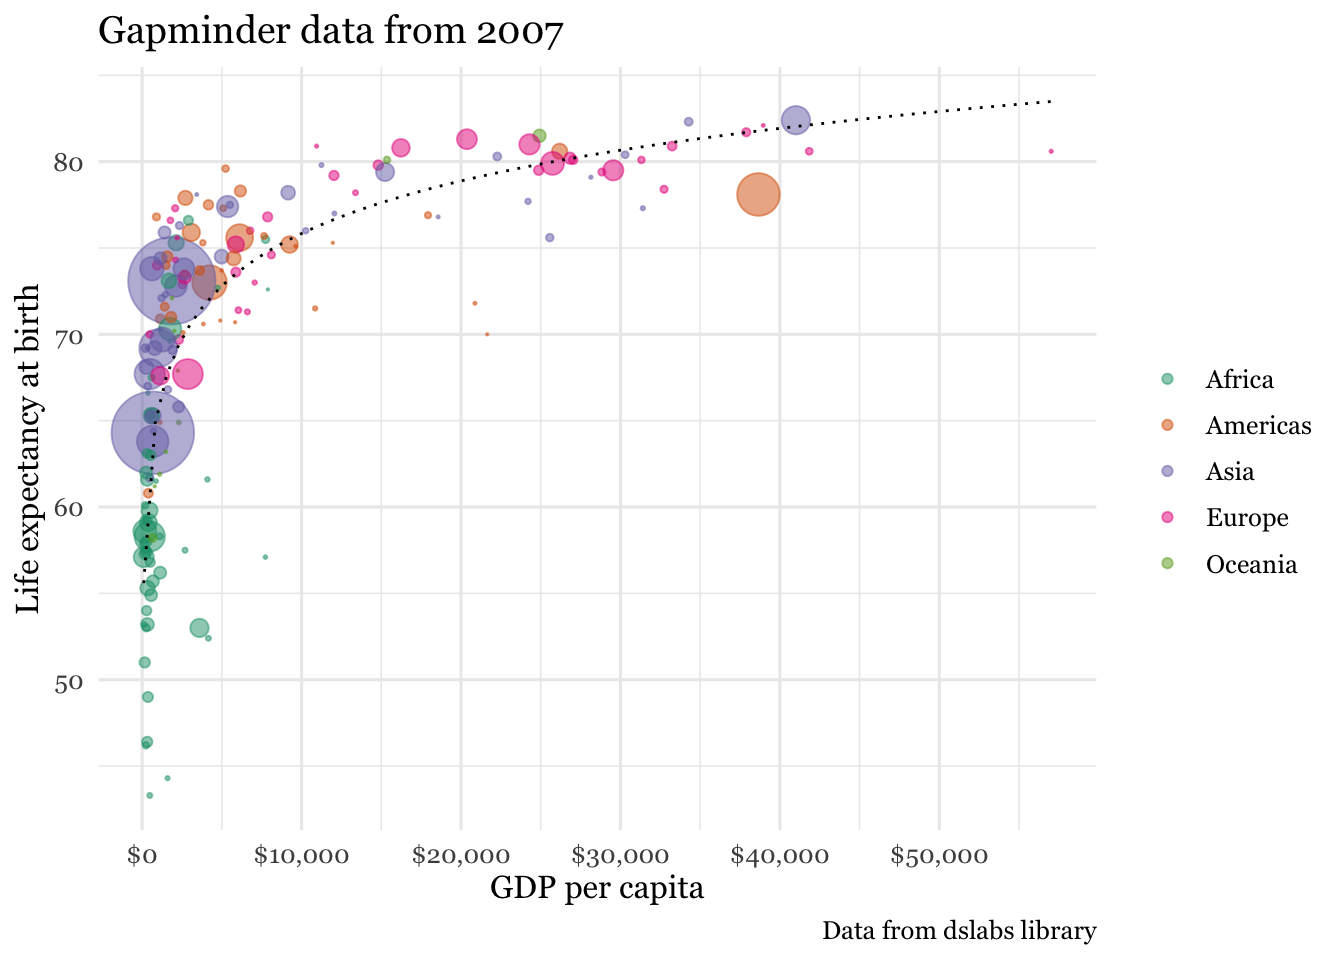 Gapminder data from 2007
Life expectancy at birth
80
70
60
50
$0
$10,000
$20,000
$30,000
$40,000
$50,000
GDP per capita
Africa
Americas
Asia
Europe
Oceania
Data from dslabs library